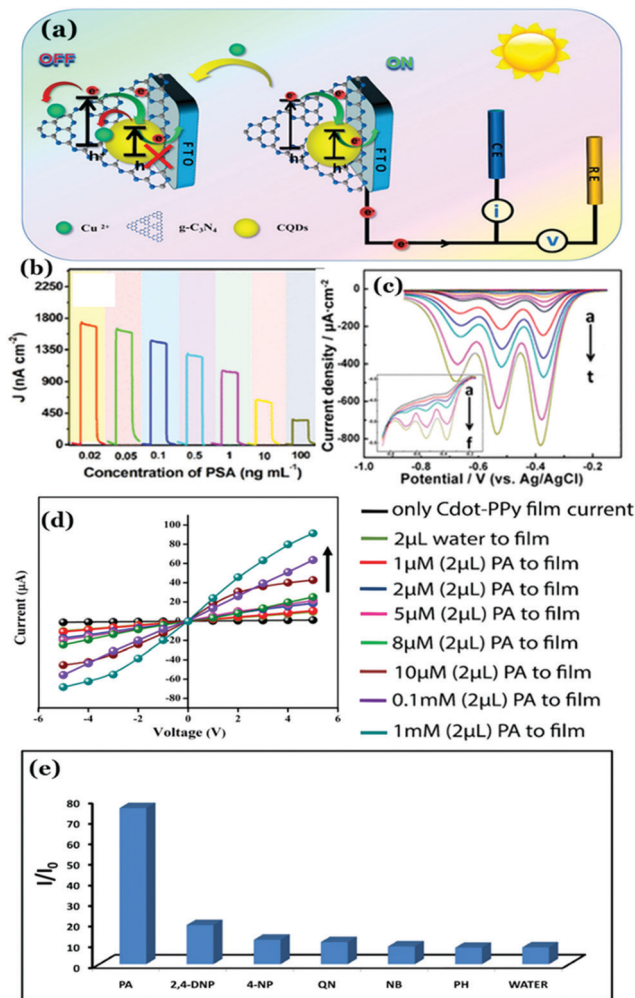 (a)
OFF
ON
e⁻
e⁻
e⁻
e⁻
e⁻
h⁺
h⁺
h⁺
h⁺
FTO
FTO
CE
RE
i
V
e⁻
e⁻
Cu²⁺
g-C₃N₄
CQDs
(b)
J (nA cm⁻²)
2250
1800
1350
900
450
0
0.02 0.05 0.1 0.5 1 10 100
Concentration of PSA (ng mL⁻¹)
(c)
Current density / µA·cm⁻²
0
-200
-400
-600
-800
a
t
a
f
-1.0 -0.8 -0.6 -0.4 -0.2
Potential / V (vs. Ag/AgCl)
(d)
Current (µA)
100
80
60
40
20
0
-20
-40
-60
-80
-6 -4 -2 0 2 4 6
Voltage (V)
only Cdot-PPy film current
2µL water to film
1µM (2µL) PA to film
2µM (2µL) PA to film
5µM (2µL) PA to film
8µM (2µL) PA to film
10µM (2µL) PA to film
0.1mM (2µL) PA to film
1mM (2µL) PA to film
(e)
I/I₀
80
70
60
50
40
30
20
10
0
PA 2,4-DNP 4-NP QN NB PH WATER